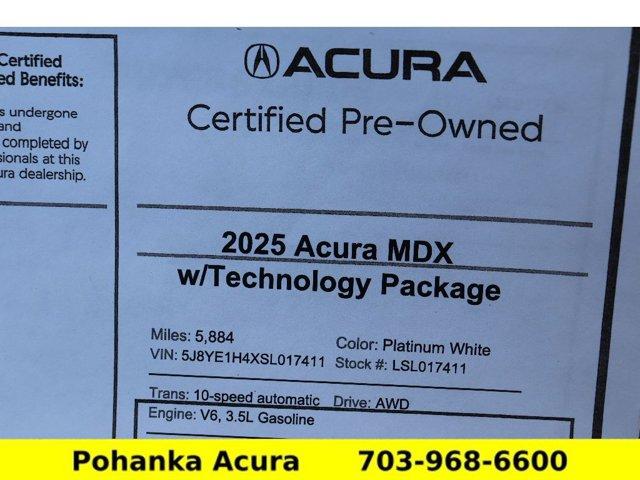 Certified
ed Benefits:
s undergone
and
completed by
sionals at this
ura dealership.
ACURA
Certified Pre-Owned
2025 Acura MDX
w/Technology Package
Miles: 5,884 Color: Platinum White
VIN: 5J8YE1H4XSL017411 Stock #: LSL017411
Trans: 10-speed automatic Drive: AWD
Engine: V6, 3.5L Gasoline
Pohanka Acura 703-968-6600